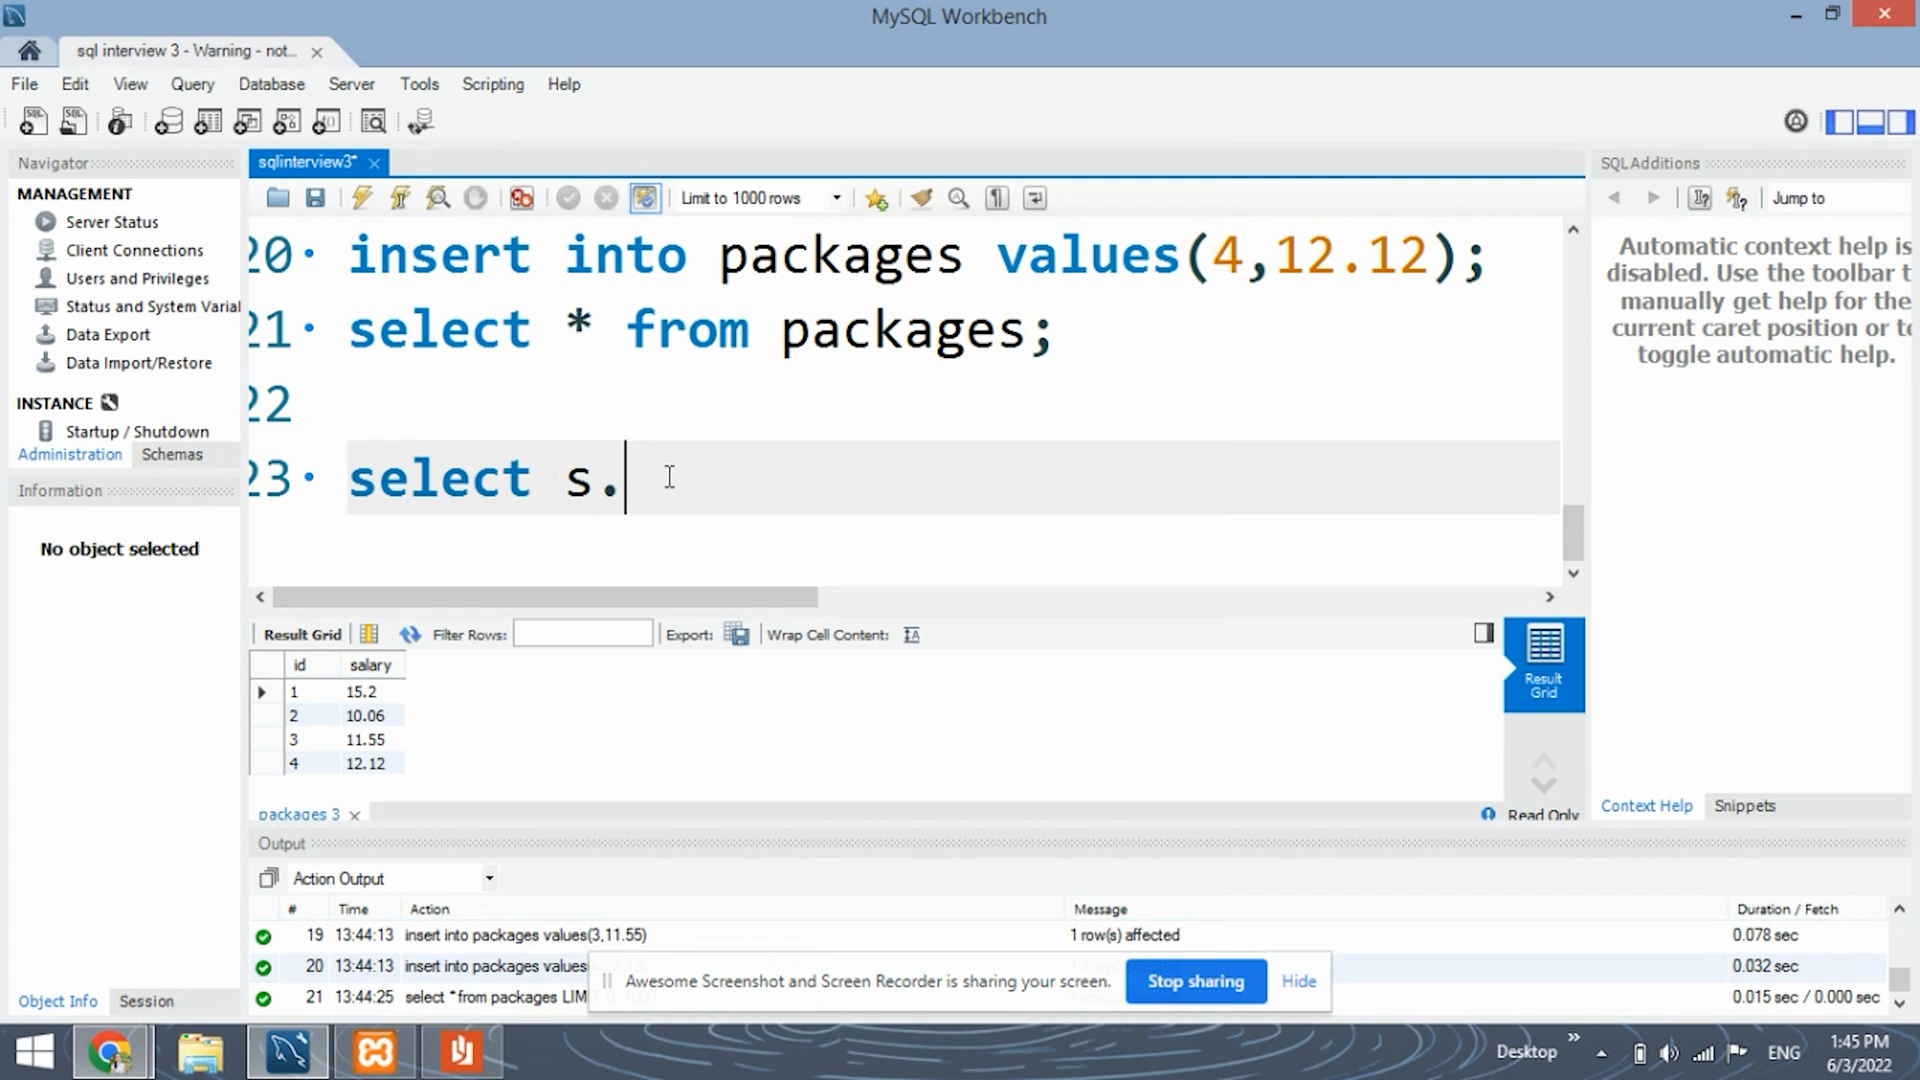 MySQL Workbench
sql interview 3 - Warning - not...
File Edit View Query Database Server Tools Scripting Help
Navigator
MANAGEMENT
Server Status
Client Connections
Users and Privileges
Status and System Varial
Data Export
Data Import/Restore
INSTANCE
Startup / Shutdown
Administration Schemas
Information
No object selected
Object Info Session
sqlinterview3*
Limit to 1000 rows
20 insert into packages values(4,12.12);
21 select * from packages;
22
23 select s.
Result Grid Filter Rows: Export: Wrap Cell Content:
id salary
1 15.2
2 10.06
3 11.55
4 12.12
Result
Grid
packages 3
Read Only
SQL Additions
Jump to
Automatic context help is
disabled. Use the toolbar t
manually get help for the
current caret position or to
toggle automatic help.
Context Help Snippets
Output
Action Output
# Time Action Message Duration / Fetch
19 13:44:13 insert into packages values(3,11.55) 1 row(s) affected 0.078 sec
20 13:44:13 insert into packages values 0.032 sec
21 13:44:25 select * from packages LIM 0.015 sec / 0.000 sec
Awesome Screenshot and Screen Recorder is sharing your screen. Stop sharing Hide
Desktop ENG
1:45 PM
6/3/2022